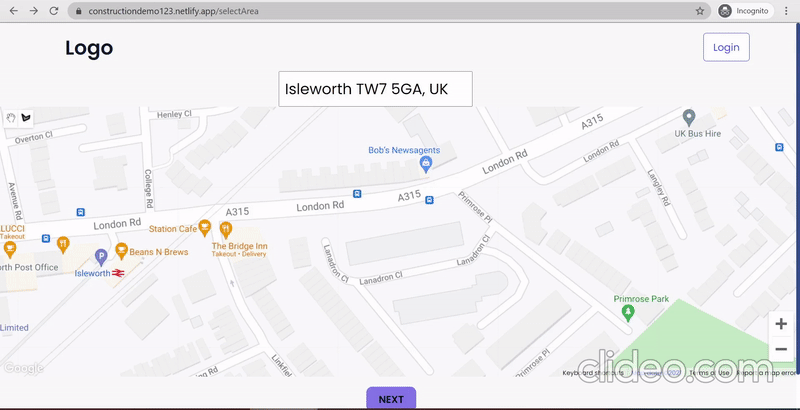 constructiondemo123.netlify.app/selectArea
Incognito
Logo
Login
Isleworth TW7 5GA, UK
Henley Cl
Overton Cl
College Rd
Avenue Rd
A315
London Rd
UK Bus Hire
Bob's Newsagents
London Rd
Langley Rd
A315
London Rd
A315
London Rd
Primrose Pl
LUCCI
Takeout
Station Cafe
The Bridge Inn
Takeout • Delivery
Beans N Brews
orth Post Office
Isleworth
Lanadron Cl
Lanadron Cl
Lanadron Cl
Primrose Park
Primrose Pl
Limited
Linkfield
Google
Keyboard shortcuts
Terms of Use
Report a map error
clideo.com
NEXT